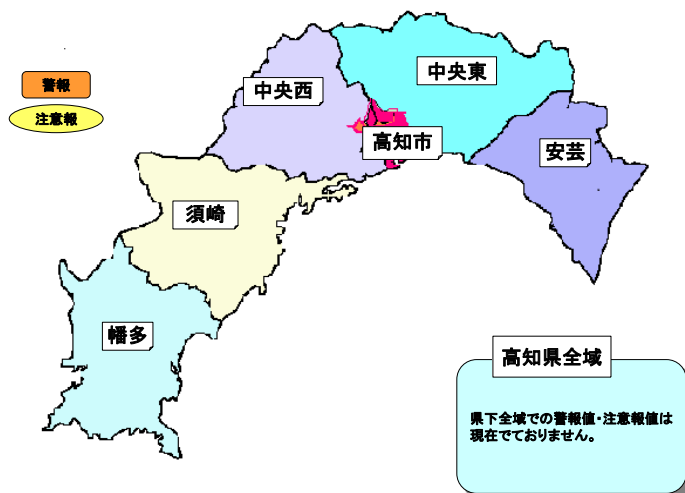 警報
注意報
中央西
中央東
高知市
安芸
須崎
幡多
高知県全域
県下全域での警報値・注意報値は
現在でておりません。